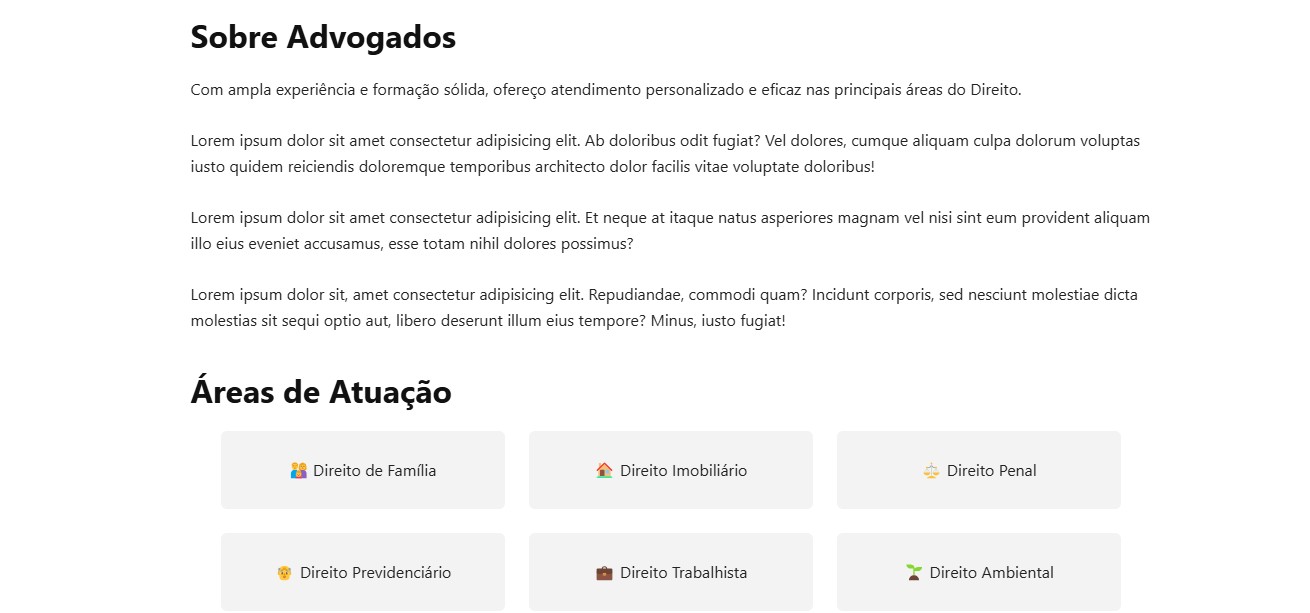 Sobre Advogados
Com ampla experiência e formação sólida, ofereço atendimento personalizado e eficaz nas principais áreas do Direito.
Lorem ipsum dolor sit amet consectetur adipisicing elit. Ab doloribus odit fugiat? Vel dolores, cumque aliquam culpa dolorum voluptas
iusto quidem reiciendis doloremque temporibus architecto dolor facilis vitae voluptate doloribus!
Lorem ipsum dolor sit amet consectetur adipisicing elit. Et neque at itaque natus asperiores magnam vel nisi sint eum provident aliquam
illo eius eveniet accusamus, esse totam nihil dolores possimus?
Lorem ipsum dolor sit, amet consectetur adipisicing elit. Repudiandae, commodi quam? Incidunt corporis, sed nesciunt molestiae dicta
molestias sit sequi optio aut, libero deserunt illum eius tempore? Minus, iusto fugiat!
Áreas de Atuação
Direito de Família
Direito Imobiliário
Direito Penal
Direito Previdenciário
Direito Trabalhista
Direito Ambiental